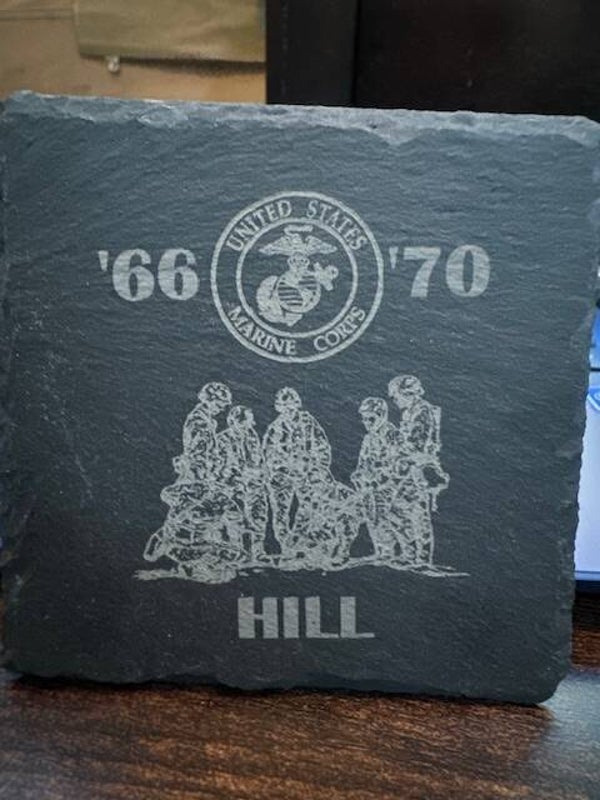 '66 UNITED STATES '70
MARINE CORPS
HILL